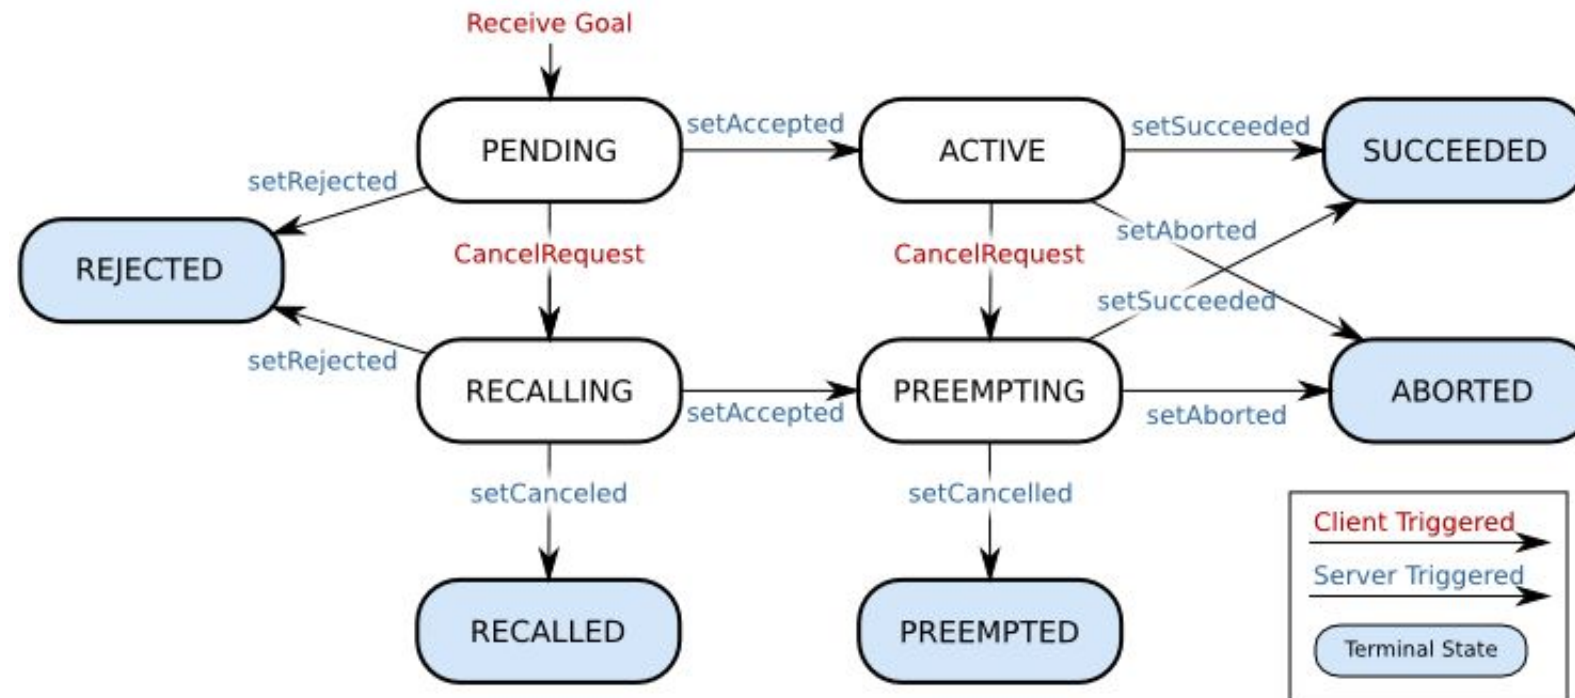 Receive Goal
PENDING
setAccepted
ACTIVE
setSucceeded
SUCCEEDED
setRejected
REJECTED
CancelRequest
CancelRequest
setAborted
setSucceeded
setRejected
RECALLING
setAccepted
PREEMPTING
setAborted
ABORTED
setCanceled
setCancelled
RECALLED
PREEMPTED
Client Triggered
Server Triggered
Terminal State